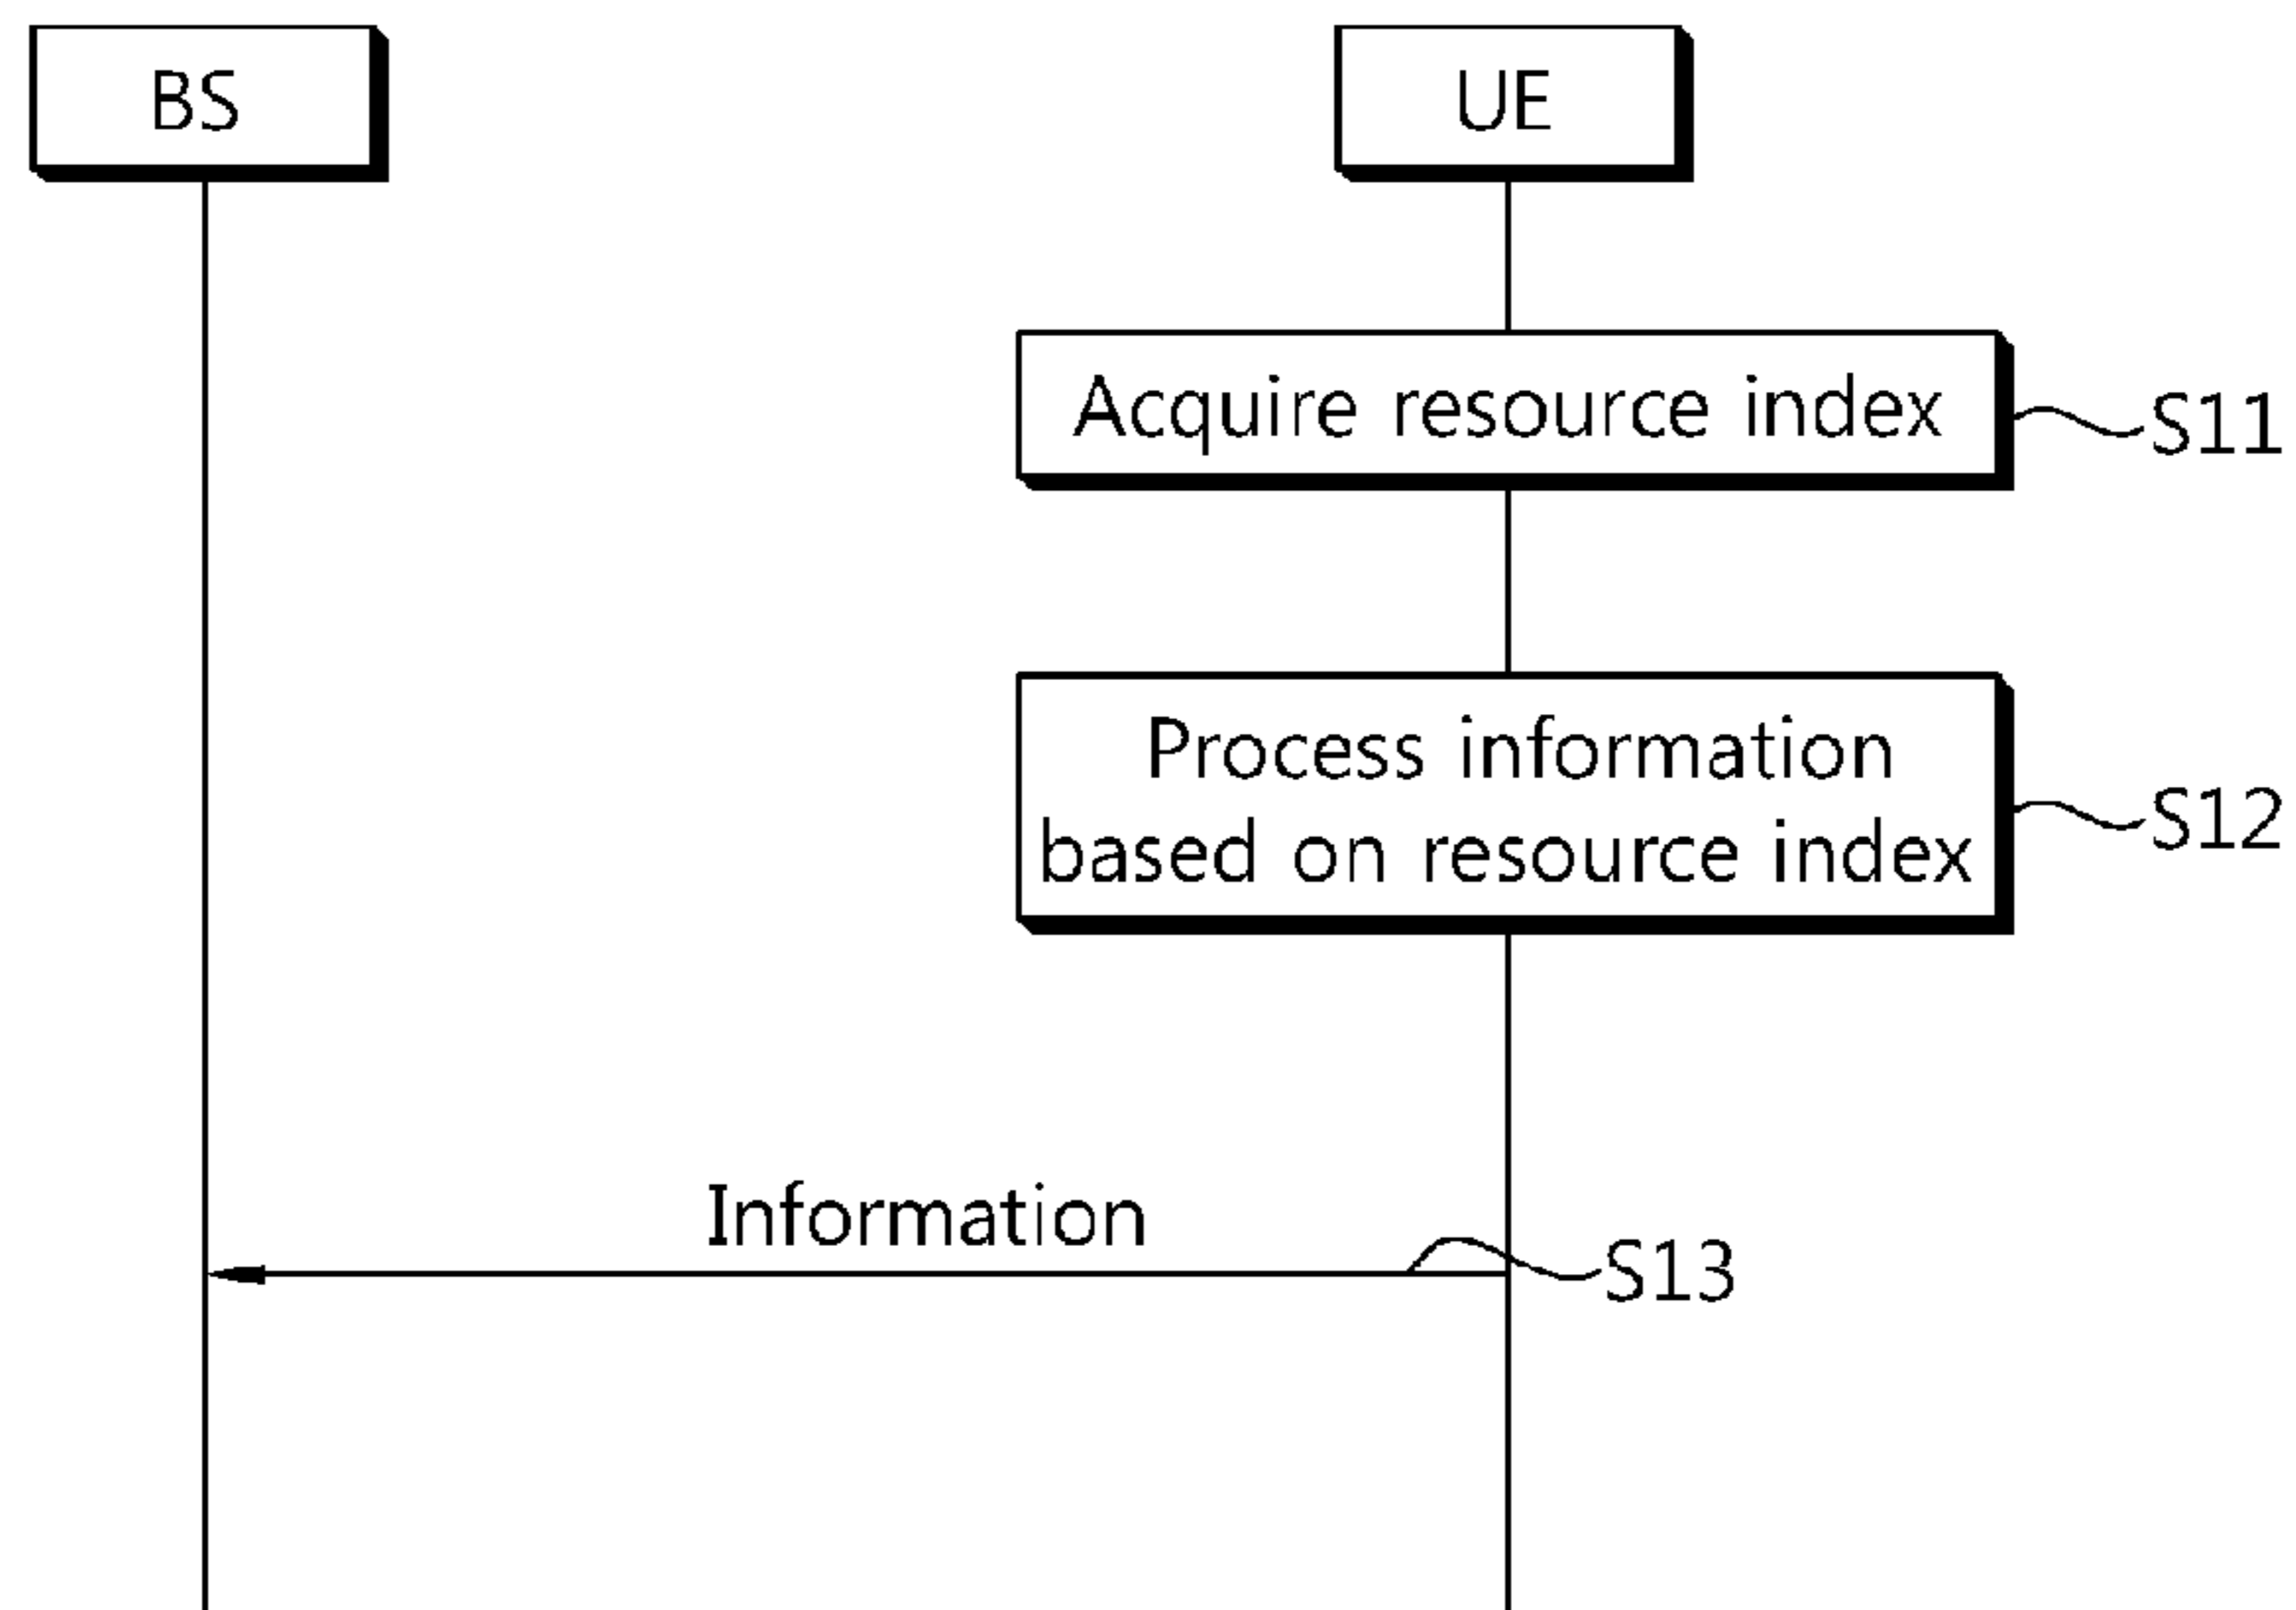 BS
UE
Acquire resource index
S11
Process information
based on resource index
S12
Information
S13